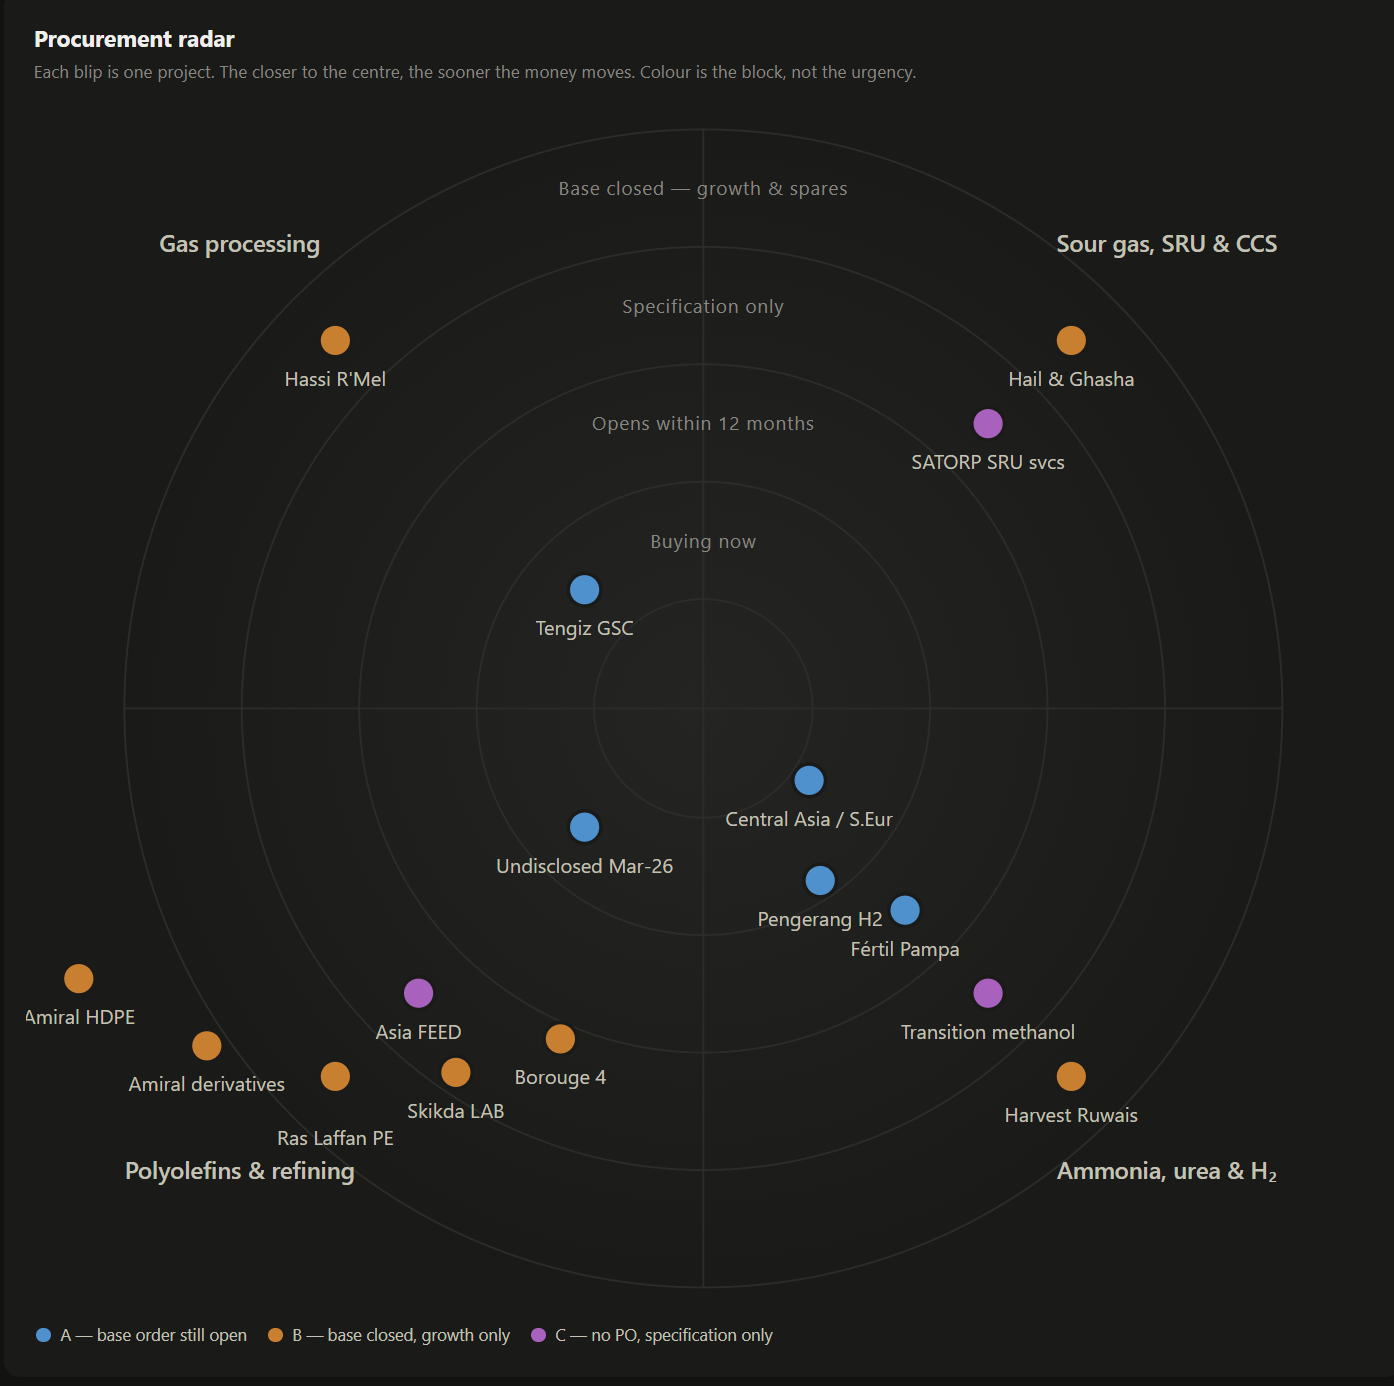 Procurement radar
Each blip is one project. The closer to the centre, the sooner the money moves. Colour is the block, not the urgency.
Base closed — growth & spares
Gas processing
Sour gas, SRU & CCS
Specification only
Hassi R'Mel
Hail & Ghasha
Opens within 12 months
SATORP SRU svcs
Buying now
Tengiz GSC
Central Asia / S.Eur
Undisclosed Mar-26
Pengerang H2
Fértil Pampa
Amiral HDPE
Asia FEED
Transition methanol
Amiral derivatives
Borouge 4
Skikda LAB
Harvest Ruwais
Ras Laffan PE
Polyolefins & refining
Ammonia, urea & H₂
A — base order still open
B — base closed, growth only
C — no PO, specification only